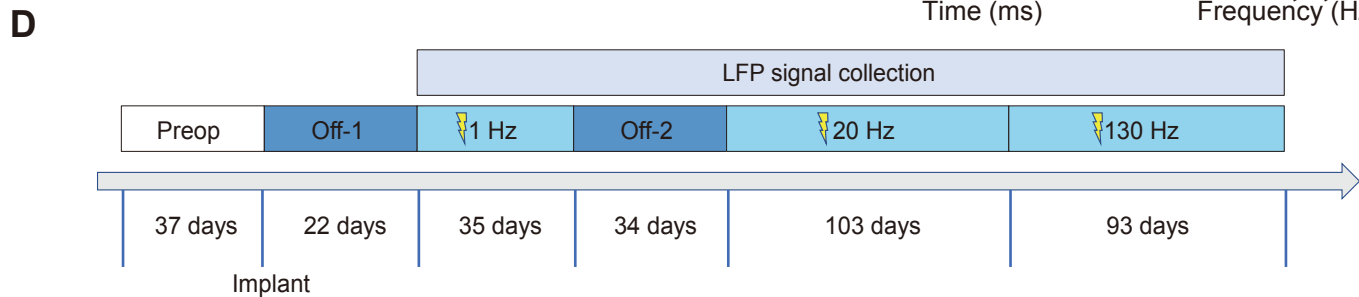 D
Time (ms)
Frequency (H
LFP signal collection
Preop
Off-1
1 Hz
Off-2
20 Hz
130 Hz
37 days
22 days
35 days
34 days
103 days
93 days
Implant